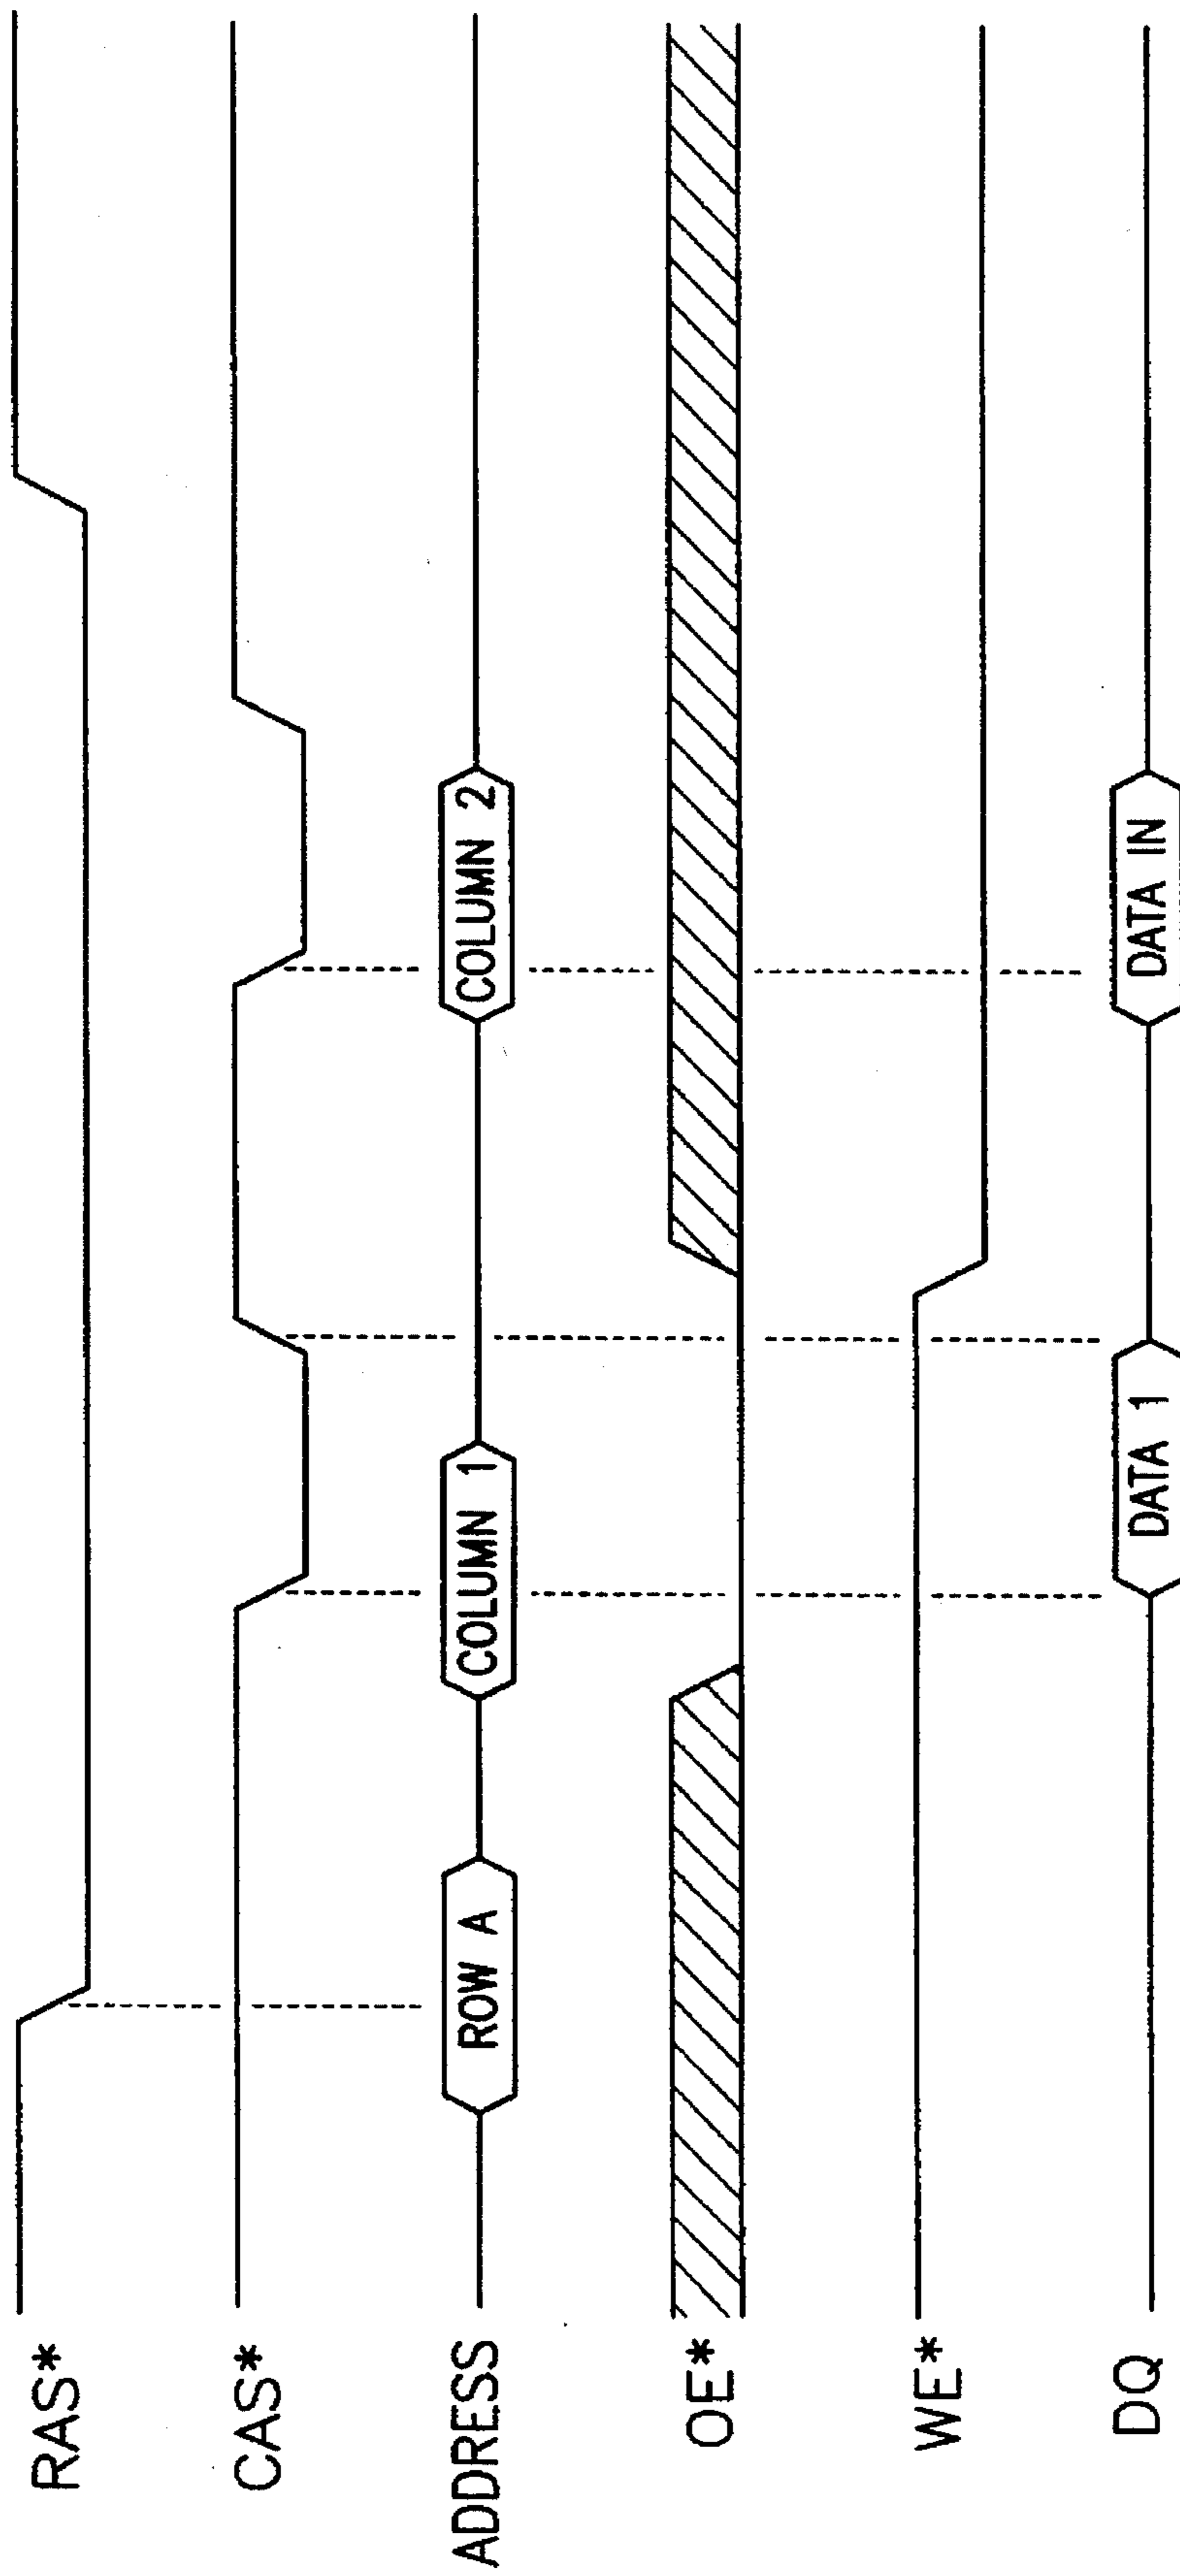 RAS*
CAS*
ADDRESS
ROW A
COLUMN 1
COLUMN 2
OE*
WE*
DQ
DATA 1
DATA IN